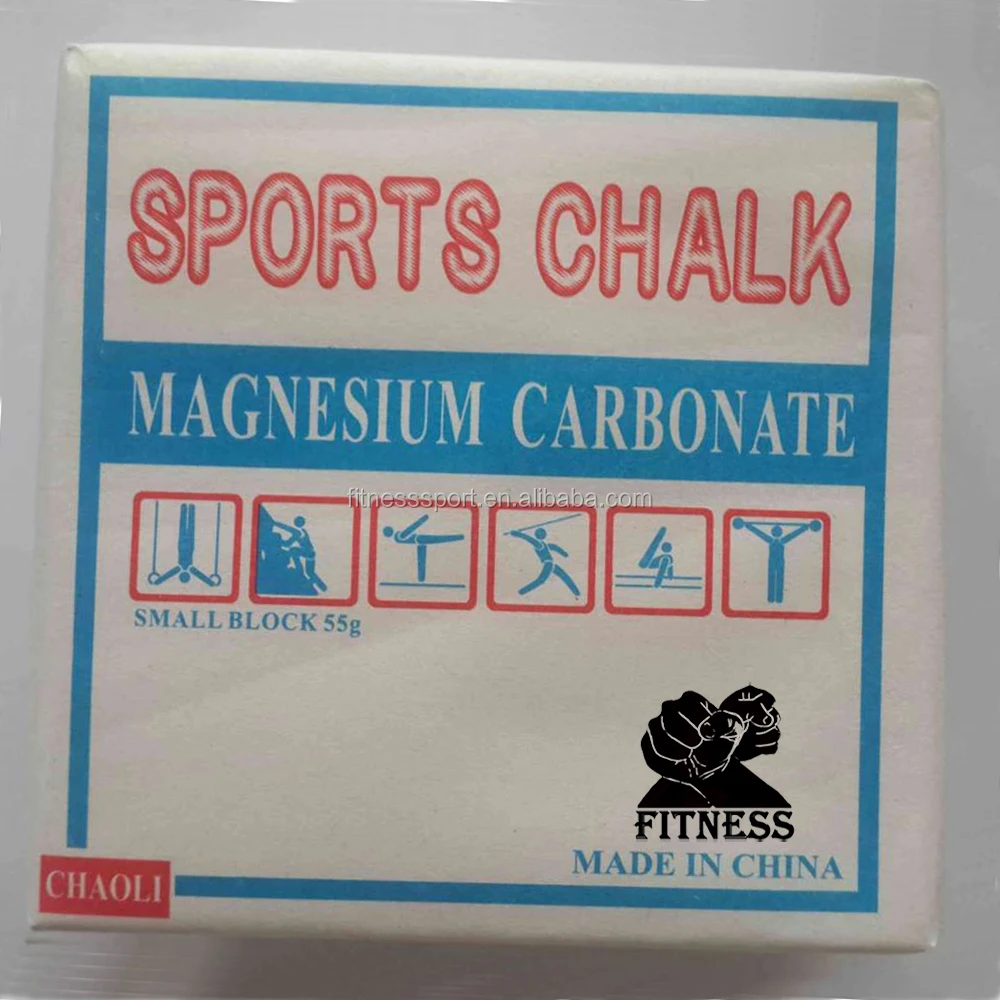 SPORTS CHALK
MAGNESIUM CARBONATE
fitnesssport.en.alibaba.com
SMALL BLOCK 55g
FITNESS
MADE IN CHINA
CHAOLI